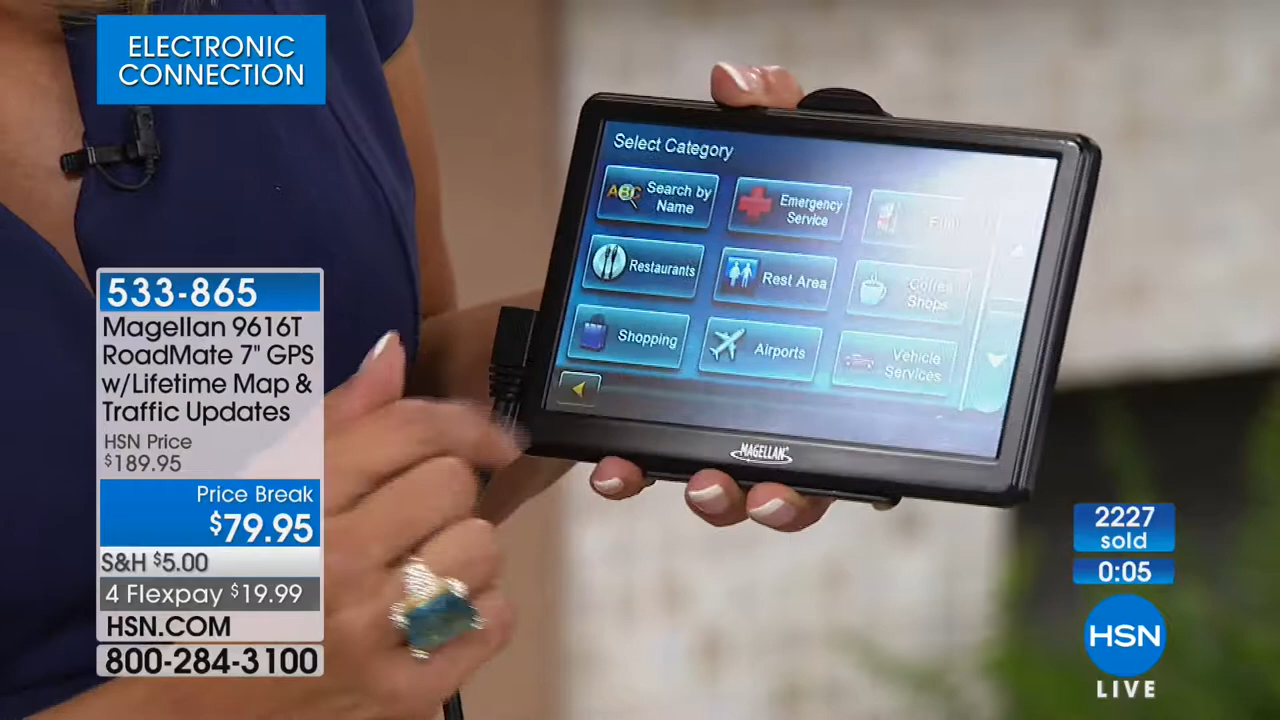 ELECTRONIC
CONNECTION
533-865
Magellan 9616T
RoadMate 7" GPS
w/Lifetime Map &
Traffic Updates
HSN Price
$189.95
Price Break
$79.95
S&H $5.00
4 Flexpay $19.99
HSN.COM
800-284-3100
Select Category
ABC
Search by
Name
Emergency
Service
Fuel
Restaurants
Rest Area
Coffee
Shops
Shopping
Airports
Vehicle
Services
MAGELLAN
2227
sold
0:05
HSN
LIVE